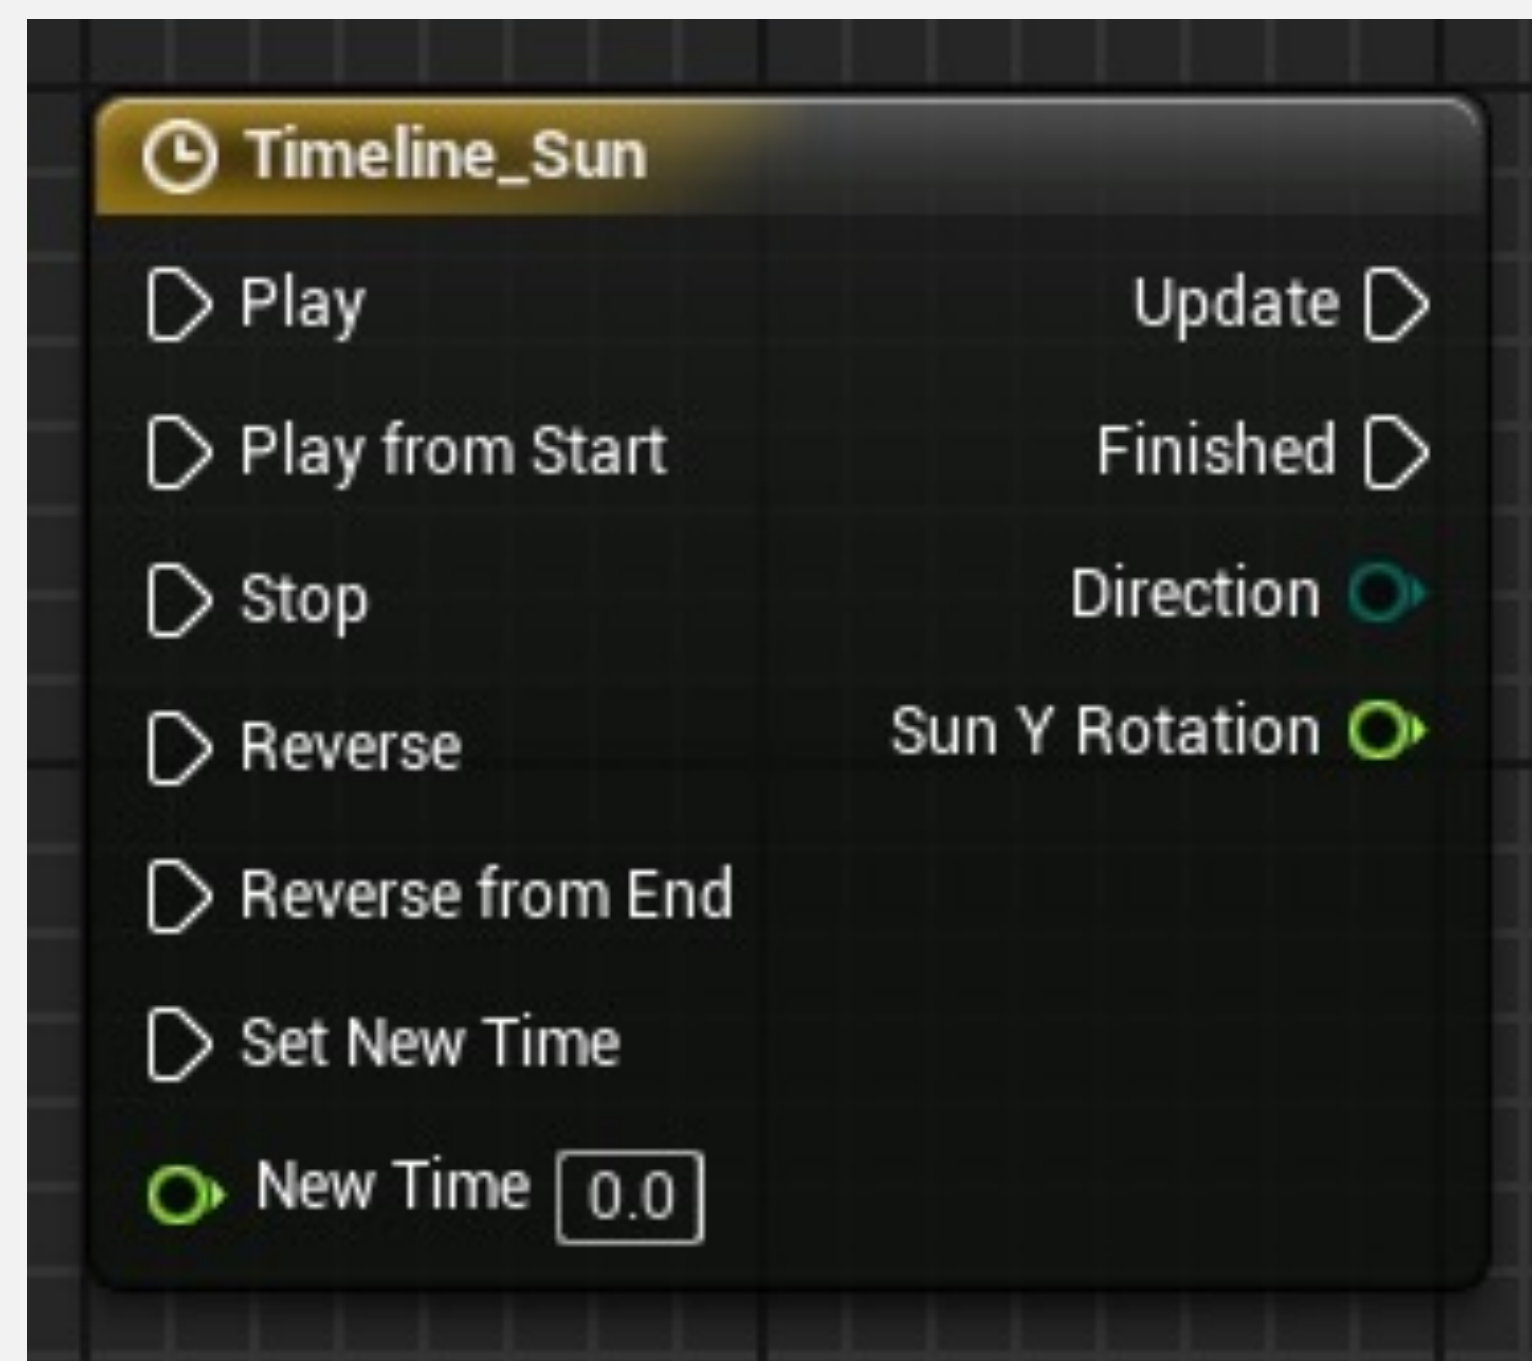 Timeline_Sun
Play
Update
Play from Start
Finished
Stop
Direction
Reverse
Sun Y Rotation
Reverse from End
Set New Time
New Time 0.0